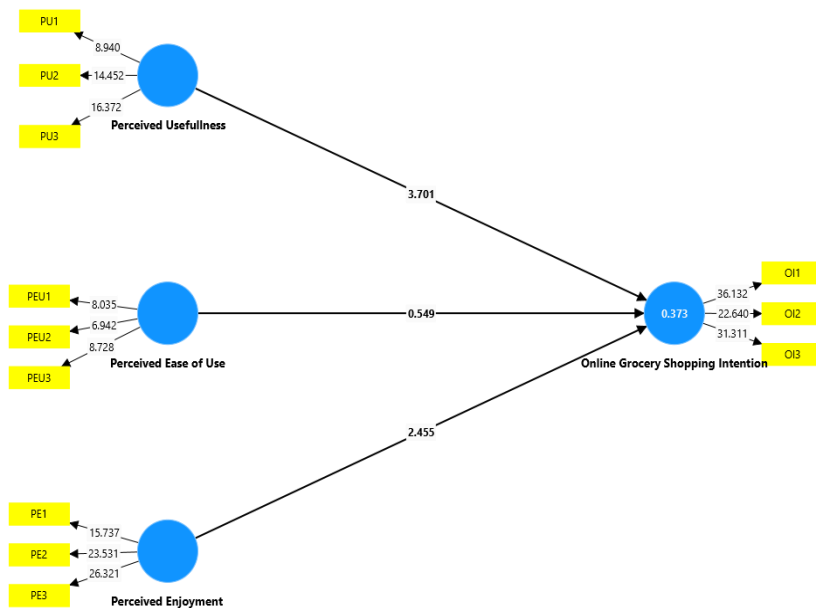 PU1
8.940
PU2
14.452
16.372
PU3
Perceived Usefullness
3.701
PEU1
8.035
PEU2
6.942
8.728
PEU3
Perceived Ease of Use
0.549
0.373
OI1
36.132
22.640
OI2
31.311
OI3
Online Grocery Shopping Intention
2.455
PE1
15.737
PE2
23.531
26.321
PE3
Perceived Enjoyment